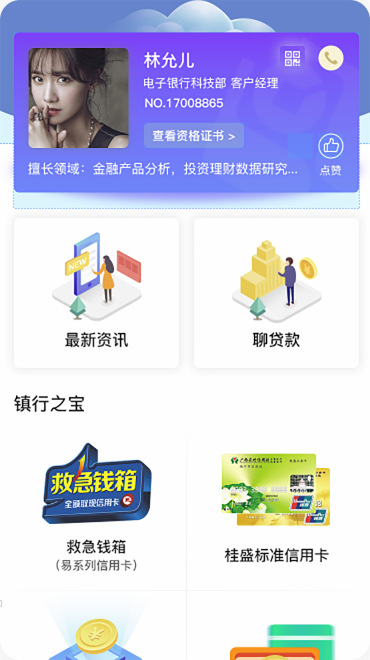 林允儿
电子银行科技部 客户经理
NO.17008865
查看资格证书 >
擅长领域：金融产品分析，投资理财数据研究...
点赞
NEW
最新资讯
聊贷款
镇行之宝
救急钱箱
全额取现信用卡
救急钱箱
（易系列信用卡）
桂盛标准信用卡